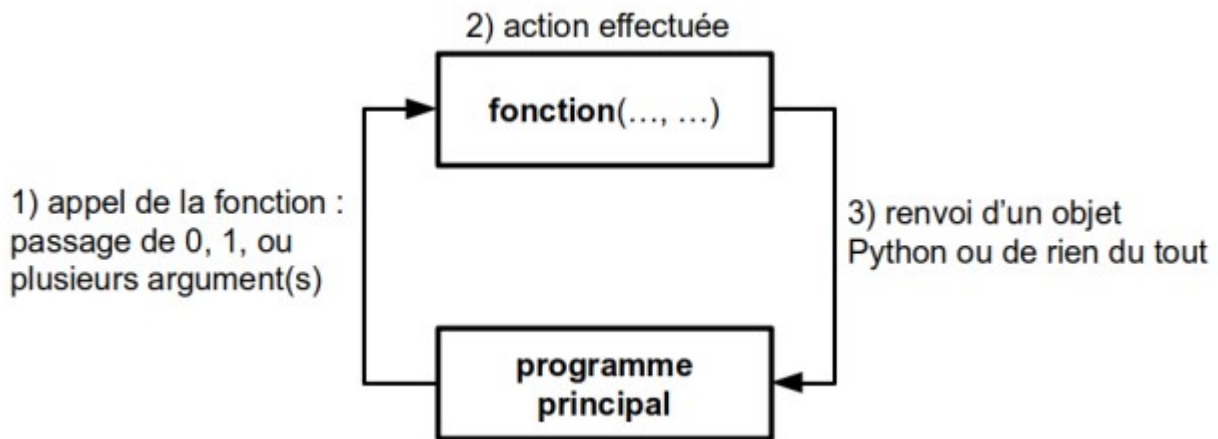 2) action effectuée
fonction(…, …)
1) appel de la fonction :
passage de 0, 1, ou
plusieurs argument(s)
3) renvoi d’un objet
Python ou de rien du tout
programme
principal